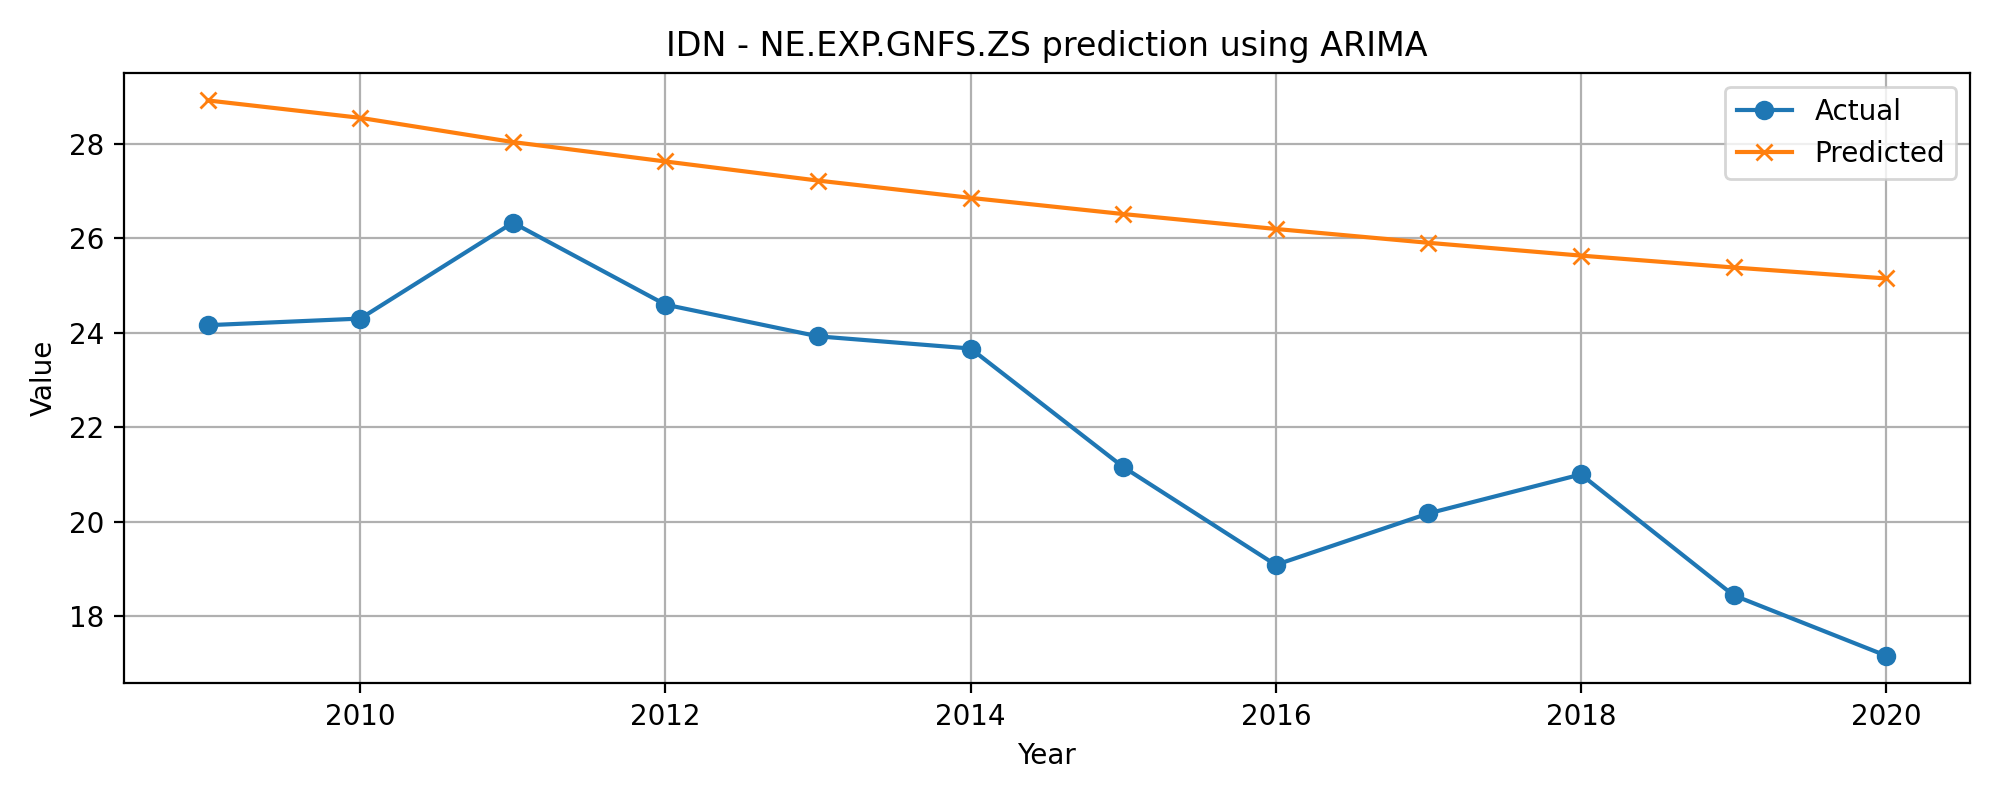 IDN - NE.EXP.GNFS.ZS prediction using ARIMA
Actual
Predicted
28
26
24
22
20
18
Value
2010 2012 2014 2016 2018 2020
Year